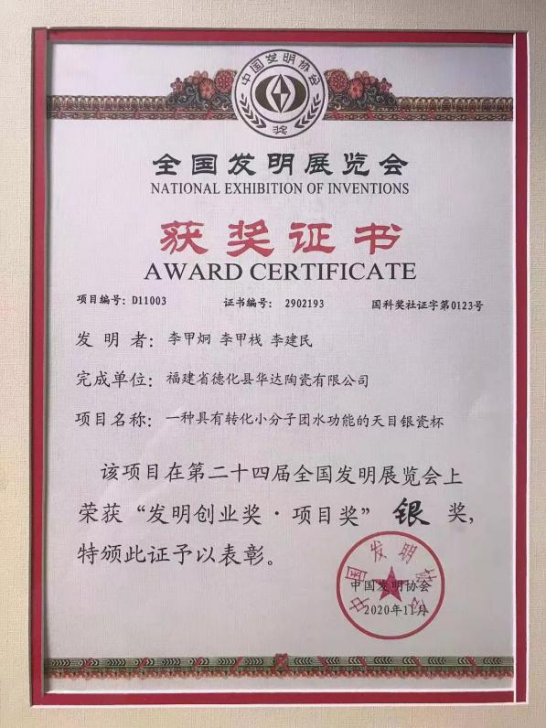 中国发明协会
奖
全国发明展览会
NATIONAL EXHIBITION OF INVENTIONS
获奖证书
AWARD CERTIFICATE
项目编号：D11003 证书编号： 2902193 国科奖社证字第0123号
发 明 者：李甲炯 李甲栈 李建民
完成单位：福建省德化县华达陶瓷有限公司
项目名称：一种具有转化小分子团水功能的天目银瓷杯
该项目在第二十四届全国发明展览会上
荣获“发明创业奖·项目奖” 银 奖，
特颁此证予以表彰。
中国发明协会
中国发明协会
2020年11月